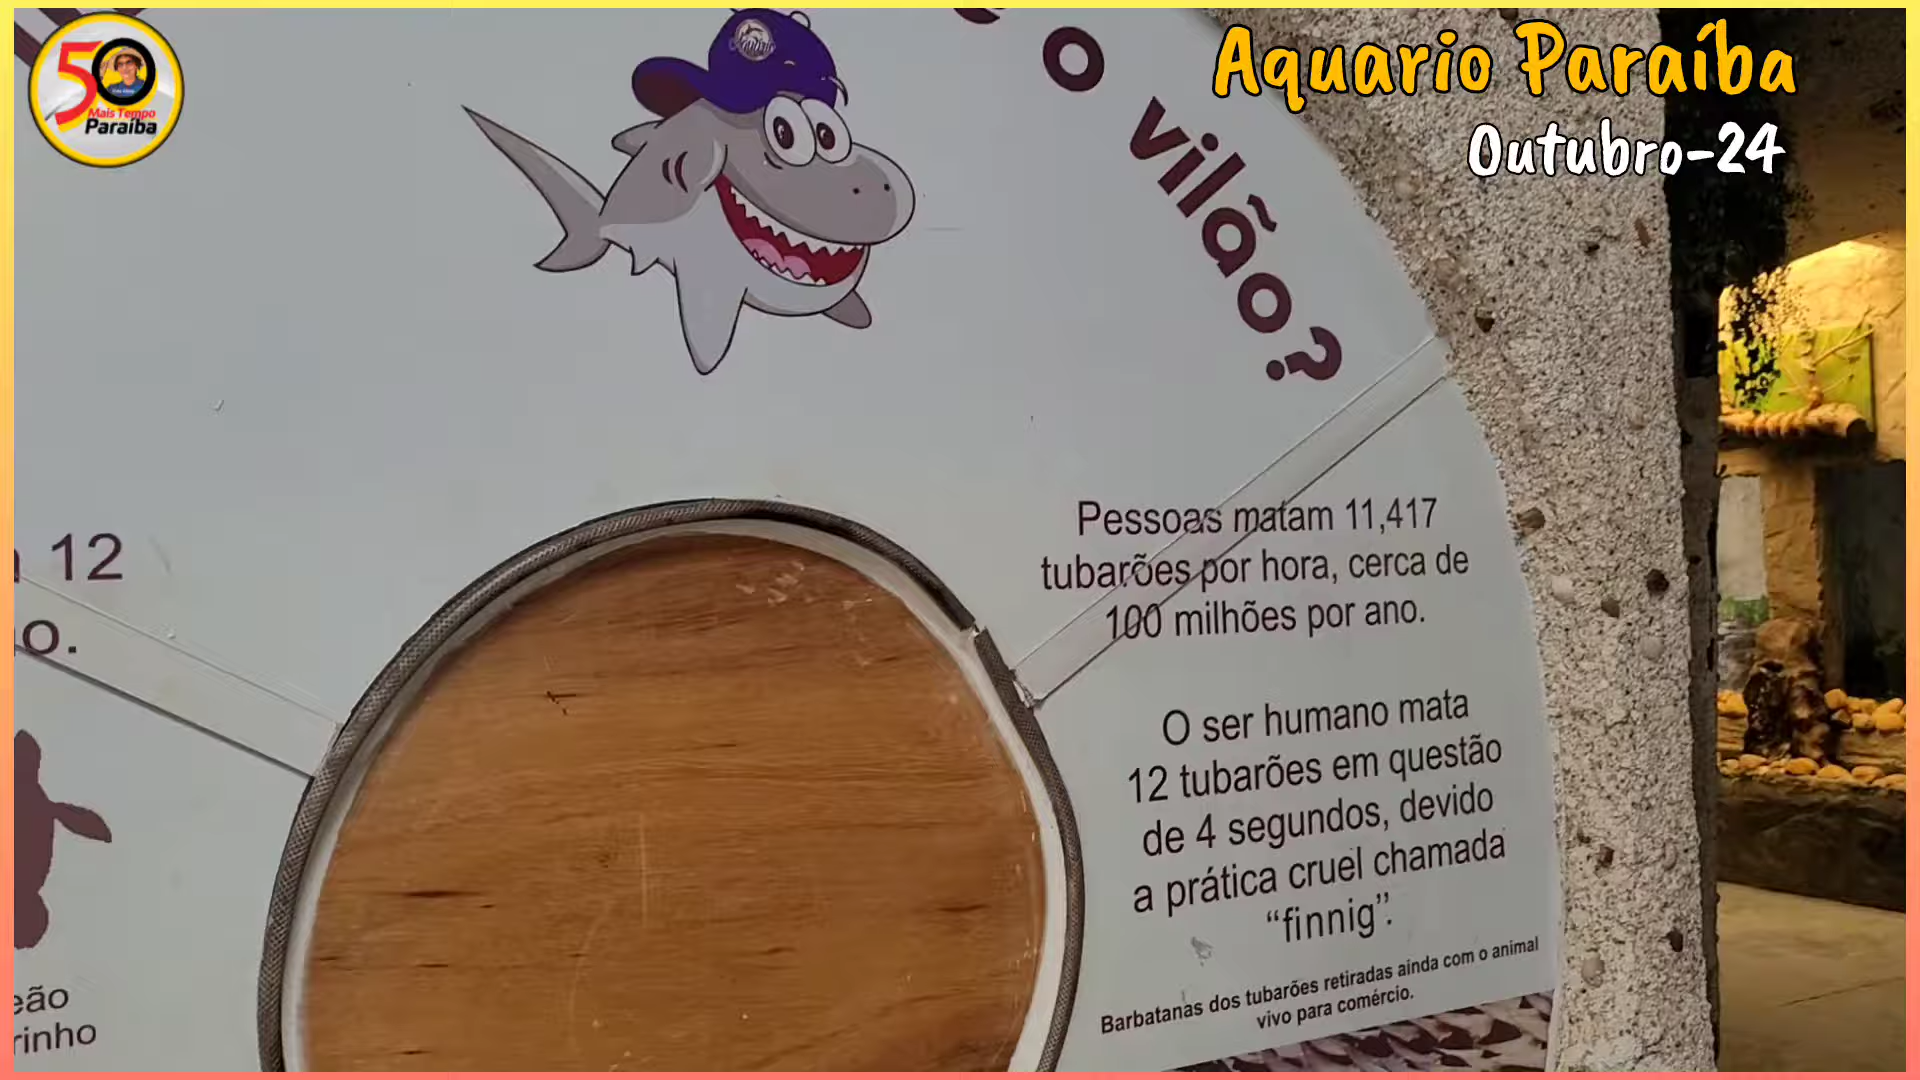 50
Mais Tempo
Paraíba
Aquario Paraíba
Outubro-24
o vilão?
12
o.
Pessoas matam 11,417
tubarões por hora, cerca de
100 milhões por ano.
O ser humano mata
12 tubarões em questão
de 4 segundos, devido
a prática cruel chamada
“finnig”.
Barbatanas dos tubarões retiradas ainda com o animal
vivo para comércio.
eão
rinho